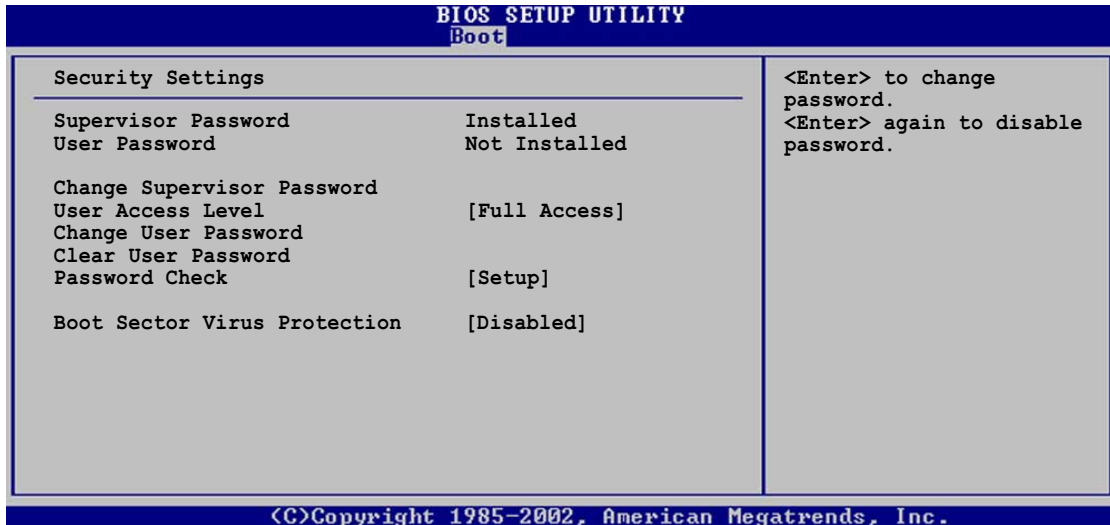 BIOS SETUP UTILITY
Boot
Security Settings
Supervisor Password Installed
User Password Not Installed
Change Supervisor Password
User Access Level [Full Access]
Change User Password
Clear User Password
Password Check [Setup]
Boot Sector Virus Protection [Disabled]
<Enter> to change
password.
<Enter> again to disable
password.
(C)Copyright 1985-2002, American Megatrends, Inc.